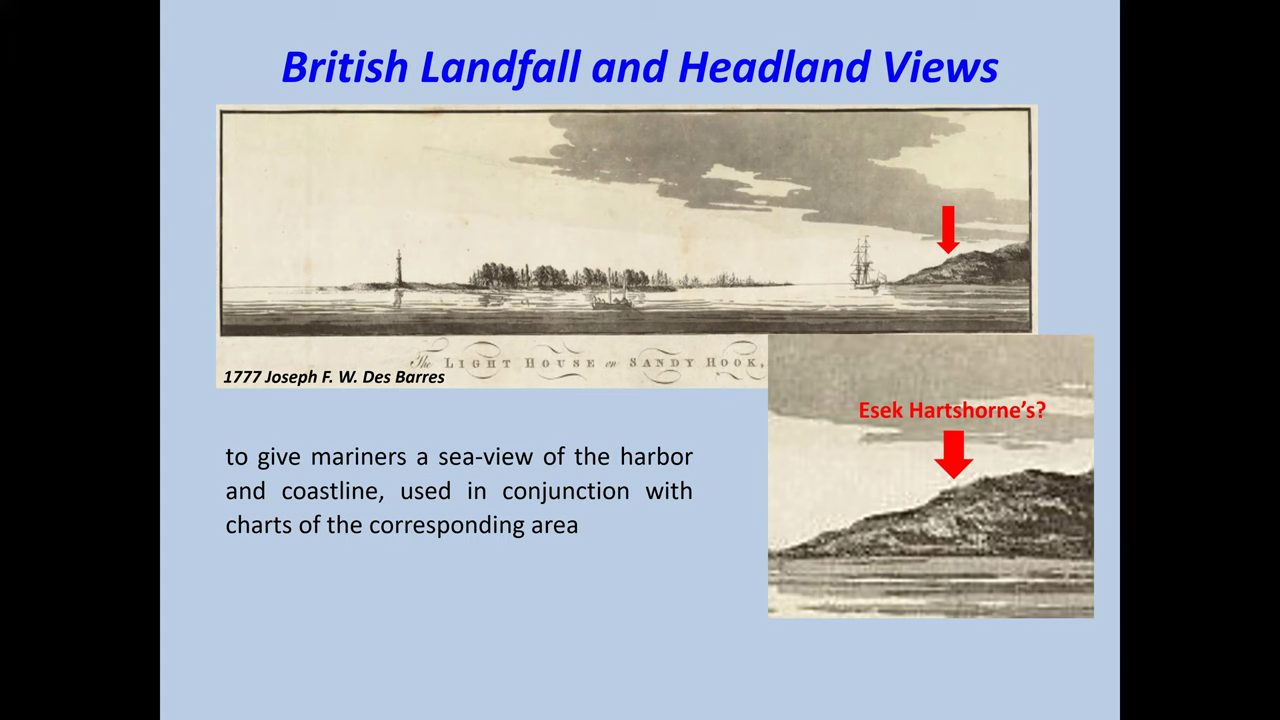 British Landfall and Headland Views
The LIGHT HOUSE on SANDY HOOK,
1777 Joseph F. W. Des Barres
Esek Hartshorne’s?
to give mariners a sea-view of the harbor
and coastline, used in conjunction with
charts of the corresponding area